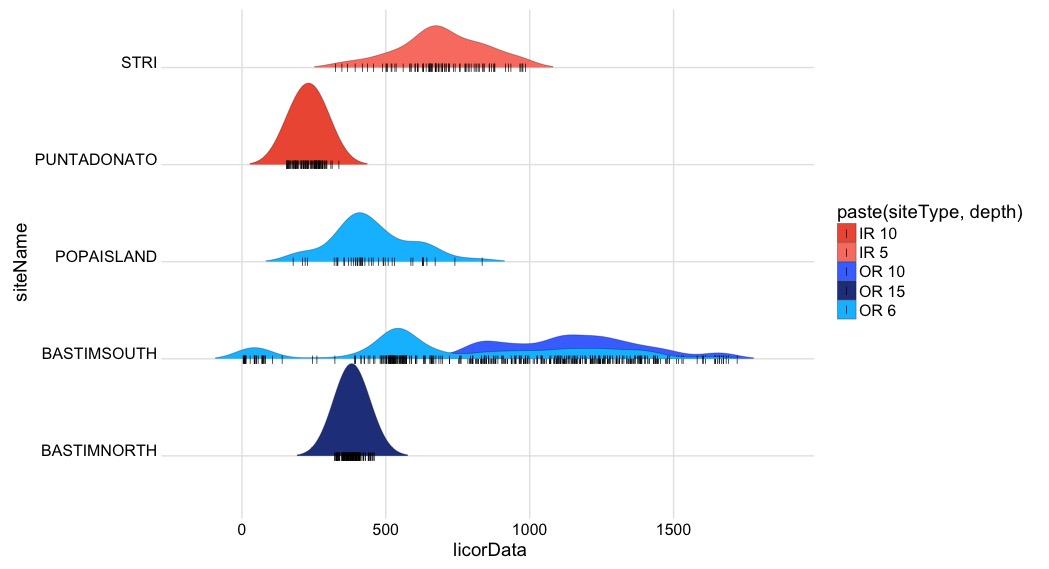 STRI
PUNTADONATO
POPAISLAND
BASTIMSOUTH
BASTIMNORTH
siteName
0 500 1000 1500
licorData
paste(siteType, depth)
IR 10
IR 5
OR 10
OR 15
OR 6